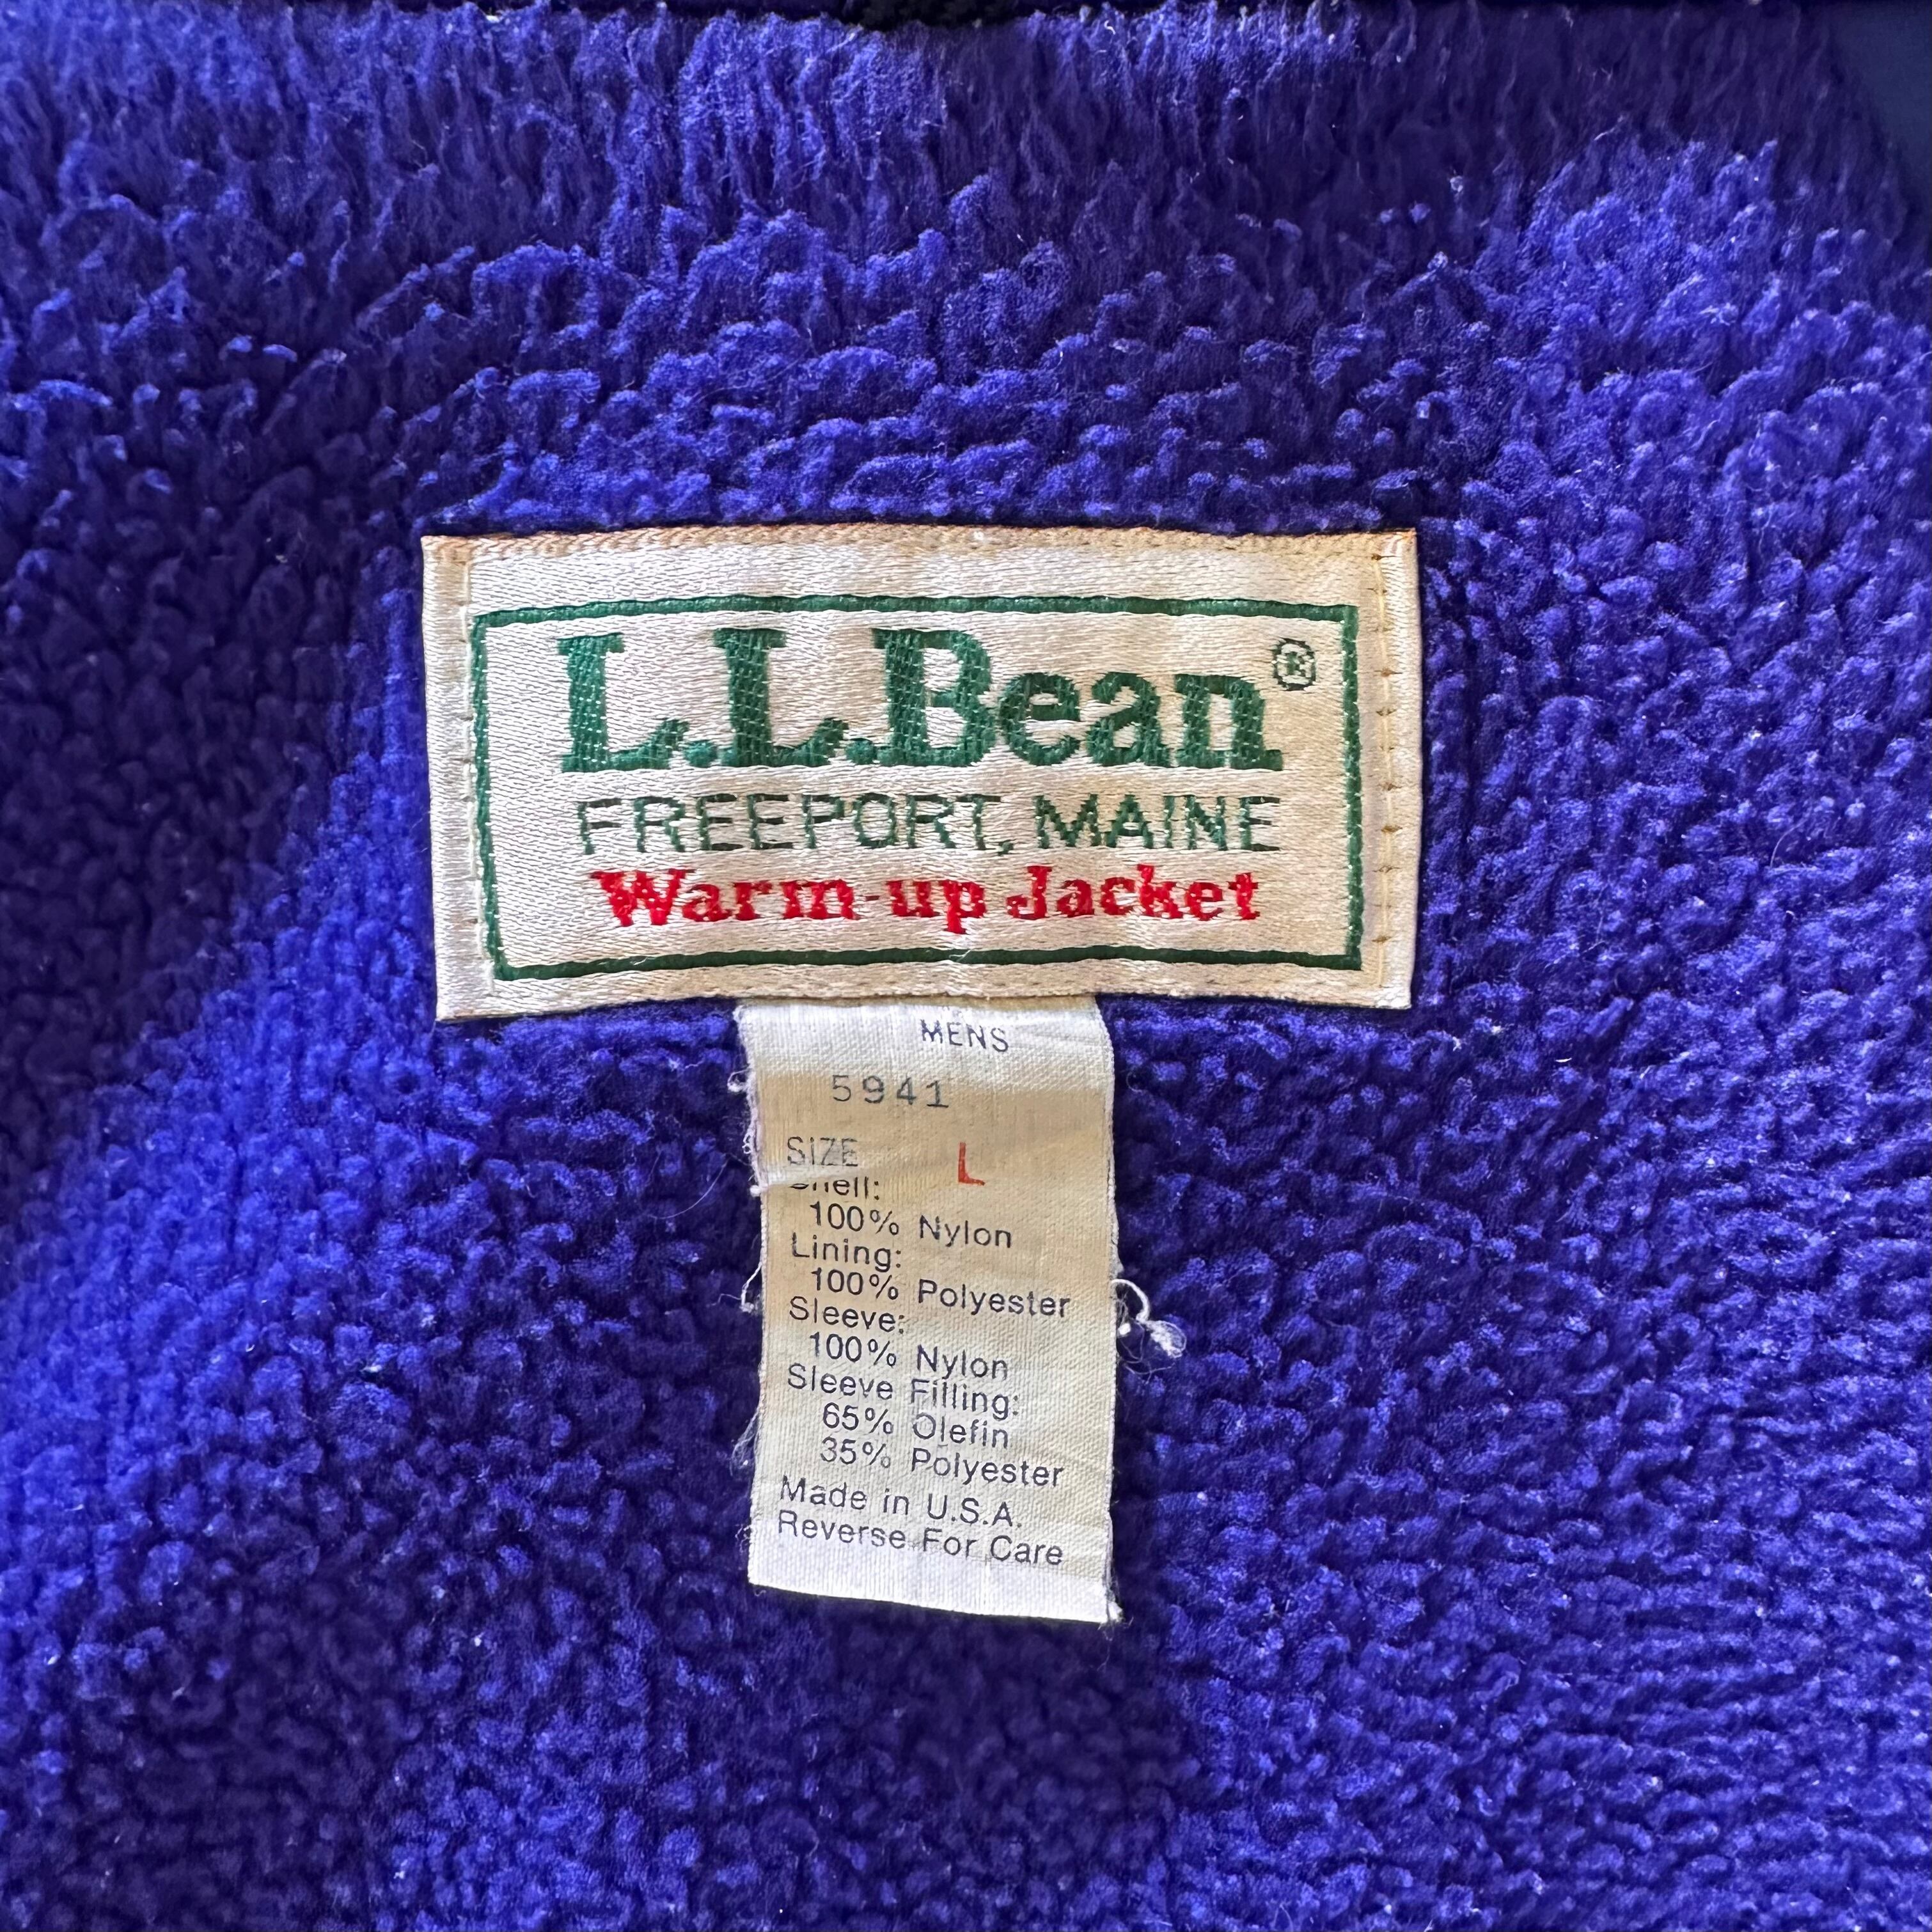 L.L.Bean®
FREEPORT, MAINE
Warm-up Jacket
MENS
5941
SIZE L
Shell:
100% Nylon
Lining:
100% Polyester
Sleeve:
100% Nylon
Sleeve Filling:
65% Olefin
35% Polyester
Made in U.S.A.
Reverse For Care